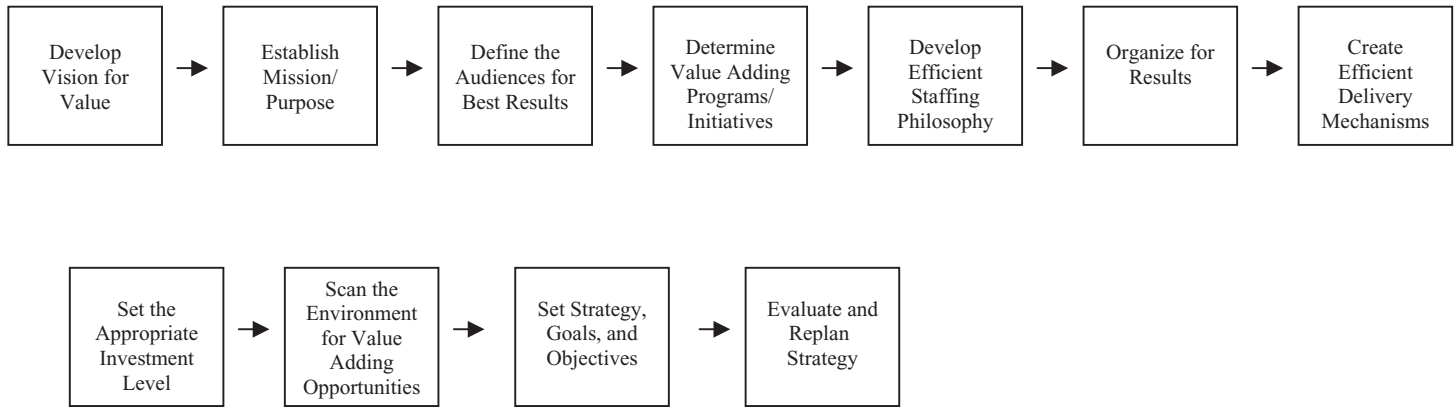 Develop
Vision for
Value
Establish
Mission/
Purpose
Define the
Audiences for
Best Results
Determine
Value Adding
Programs/
Initiatives
Develop
Efficient
Staffing
Philosophy
Organize for
Results
Create
Efficient
Delivery
Mechanisms
Set the
Appropriate
Investment
Level
Scan the
Environment
for Value
Adding
Opportunities
Set Strategy,
Goals, and
Objectives
Evaluate and
Replan
Strategy